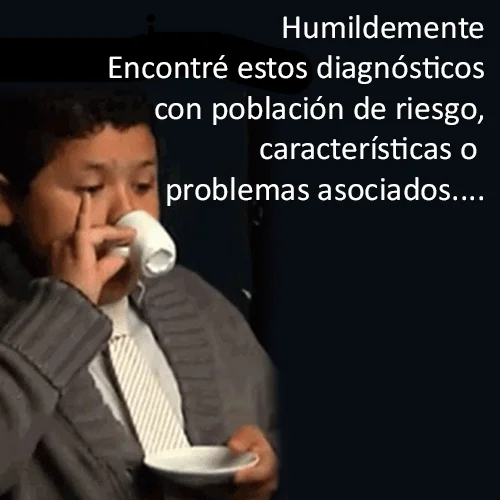 Humildemente
Encontré estos diagnósticos
con población de riesgo,
características o
problemas asociados....